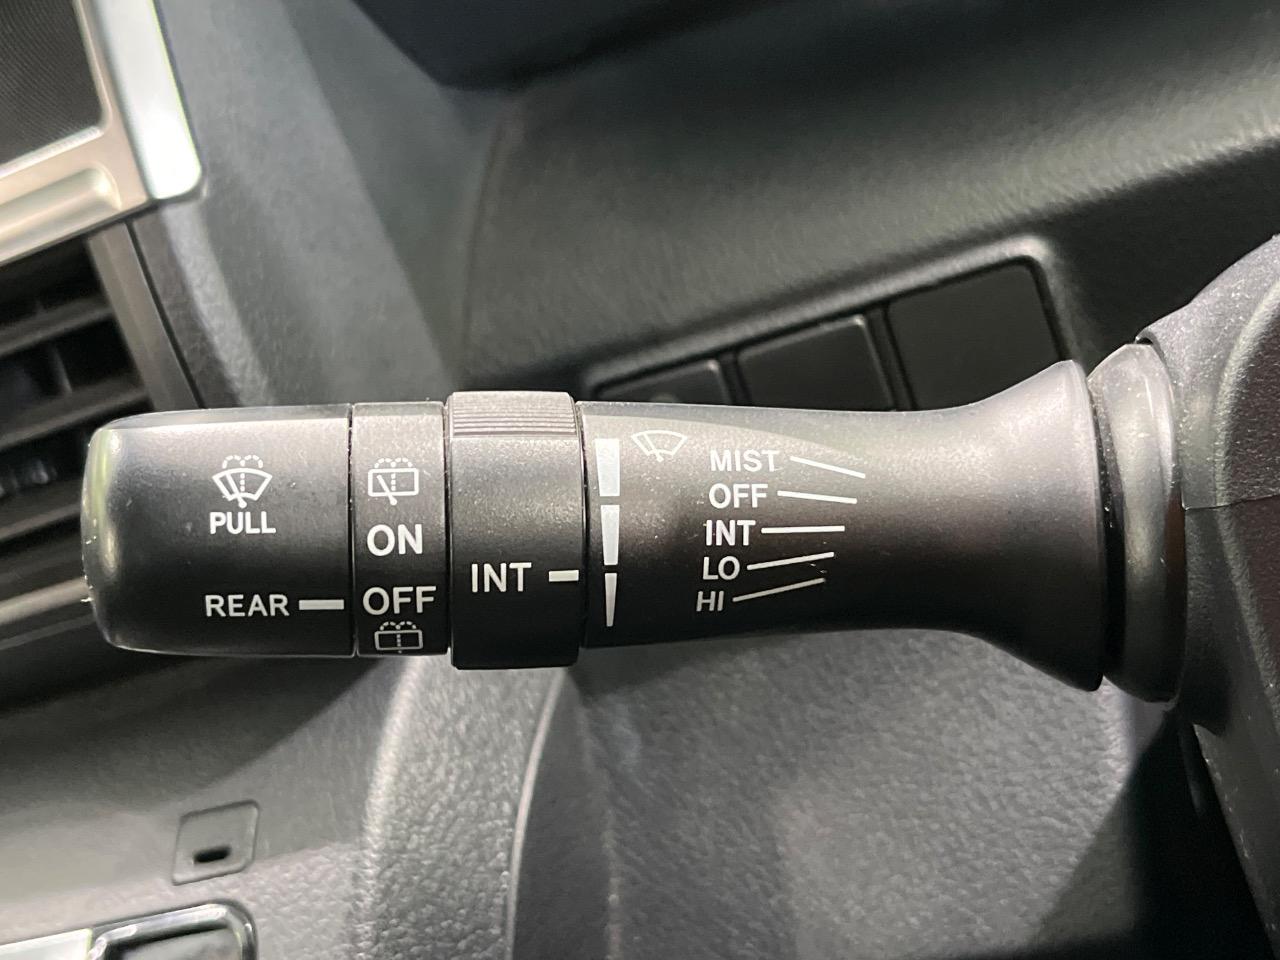 PULL
REAR
ON
OFF
INT
MIST
OFF
INT
LO
HI